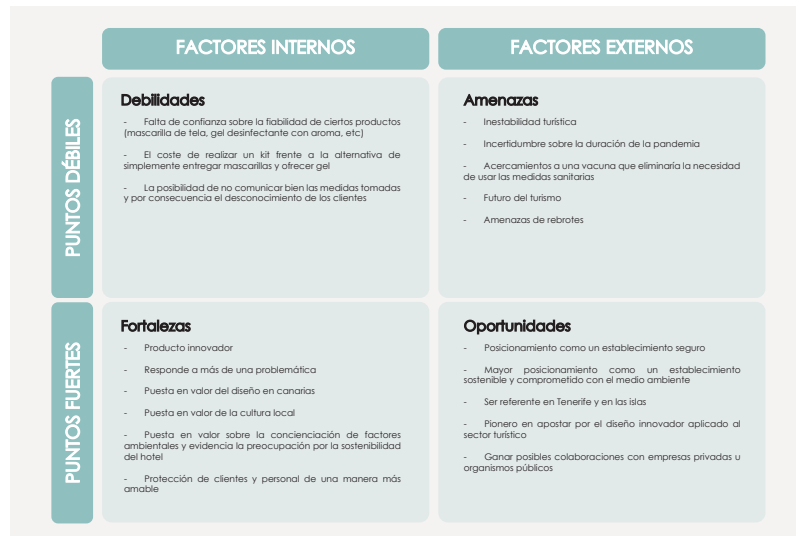 FACTORES INTERNOS
FACTORES EXTERNOS
PUNTOS DÉBILES
Debilidades
- Falta de confianza sobre la fiabilidad de ciertos productos
(mascarilla de tela, gel desinfectante con aroma, etc)
- El coste de realizar un kit frente a la alternativa de
simplemente entregar mascarillas y ofrecer gel
- La posibilidad de no comunicar bien las medidas tomadas
y por consecuencia el desconocimiento de los clientes
Amenazas
- Inestabilidad turística
- Incertidumbre sobre la duración de la pandemia
- Acercamientos a una vacuna que eliminaría la necesidad
de usar las medidas sanitarias
- Futuro del turismo
- Amenazas de rebrotes
PUNTOS FUERTES
Fortalezas
- Producto innovador
- Responde a más de una problemática
- Puesta en valor del diseño en canarias
- Puesta en valor de la cultura local
- Puesta en valor sobre la concienciación de factores
ambientales y evidencia la preocupación por la sostenibilidad
del hotel
- Protección de clientes y personal de una manera más
amable
Oportunidades
- Posicionamiento como un establecimiento seguro
- Mayor posicionamiento como un establecimiento
sostenible y comprometido con el medio ambiente
- Ser referente en Tenerife y en las islas
- Pionero en apostar por el diseño innovador aplicado al
sector turístico
- Ganar posibles colaboraciones con empresas privadas u
organismos públicos